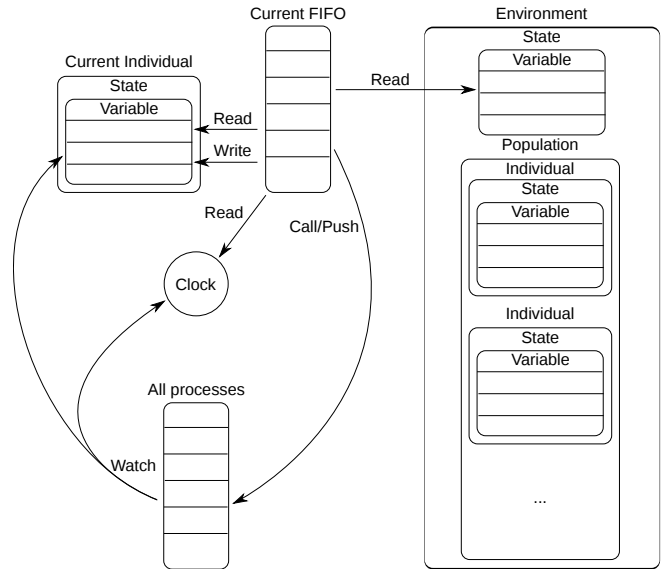 Current FIFO
Environment
State
Current Individual
State
Variable
Variable
Read
Read
Write
Population
Individual
State
Read
Variable
Call/Push
Clock
Individual
State
Variable
All processes
Watch
...